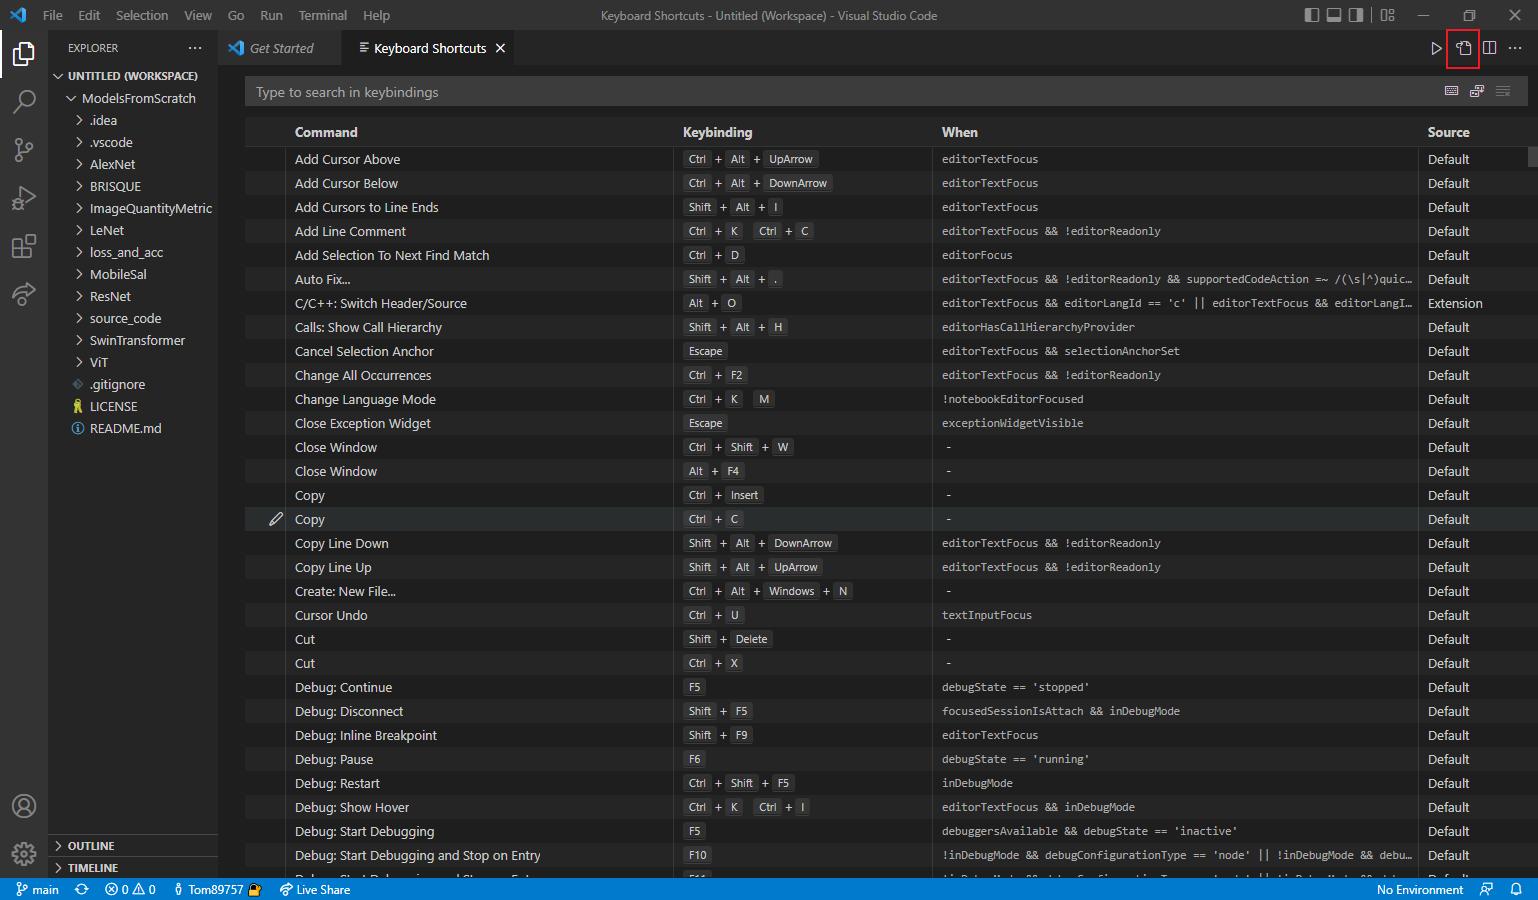 File Edit Selection View Go Run Terminal Help Keyboard Shortcuts - Untitled (Workspace) - Visual Studio Code
EXPLORER
Get Started
Keyboard Shortcuts
UNTITLED (WORKSPACE)
ModelsFromScratch
.idea
.vscode
AlexNet
BRISQUE
ImageQuantityMetric
LeNet
loss_and_acc
MobileSal
ResNet
source_code
SwinTransformer
ViT
.gitignore
LICENSE
README.md
OUTLINE
TIMELINE
Type to search in keybindings
Command Keybinding When Source
Add Cursor Above Ctrl + Alt + UpArrow editorTextFocus Default
Add Cursor Below Ctrl + Alt + DownArrow editorTextFocus Default
Add Cursors to Line Ends Shift + Alt + I editorTextFocus Default
Add Line Comment Ctrl + K Ctrl + C editorTextFocus && !editorReadonly Default
Add Selection To Next Find Match Ctrl + D editorFocus Default
Auto Fix... Shift + Alt + . editorTextFocus && !editorReadonly && supportedCodeAction =~ /(\s|^)quic... Default
C/C++: Switch Header/Source Alt + O editorTextFocus && editorLangId == 'c' || editorTextFocus && editorLangI... Extension
Calls: Show Call Hierarchy Shift + Alt + H editorHasCallHierarchyProvider Default
Cancel Selection Anchor Escape editorTextFocus && selectionAnchorSet Default
Change All Occurrences Ctrl + F2 editorTextFocus && !editorReadonly Default
Change Language Mode Ctrl + K M !notebookEditorFocused Default
Close Exception Widget Escape exceptionWidgetVisible Default
Close Window Ctrl + Shift + W - Default
Close Window Alt + F4 - Default
Copy Ctrl + Insert - Default
Copy Ctrl + C - Default
Copy Line Down Shift + Alt + DownArrow editorTextFocus && !editorReadonly Default
Copy Line Up Shift + Alt + UpArrow editorTextFocus && !editorReadonly Default
Create: New File... Ctrl + Alt + Windows + N - Default
Cursor Undo Ctrl + U textInputFocus Default
Cut Shift + Delete - Default
Cut Ctrl + X - Default
Debug: Continue F5 debugState == 'stopped' Default
Debug: Disconnect Shift + F5 focusedSessionIsAttach && inDebugMode Default
Debug: Inline Breakpoint Shift + F9 editorTextFocus Default
Debug: Pause F6 debugState == 'running' Default
Debug: Restart Ctrl + Shift + F5 inDebugMode Default
Debug: Show Hover Ctrl + K Ctrl + I editorTextFocus && inDebugMode Default
Debug: Start Debugging F5 debuggersAvailable && debugState == 'inactive' Default
Debug: Start Debugging and Stop on Entry F10 !inDebugMode && debugConfigurationType == 'node' || !inDebugMode && debu... Default
main 0 0 Tom89757 Live Share No Environment